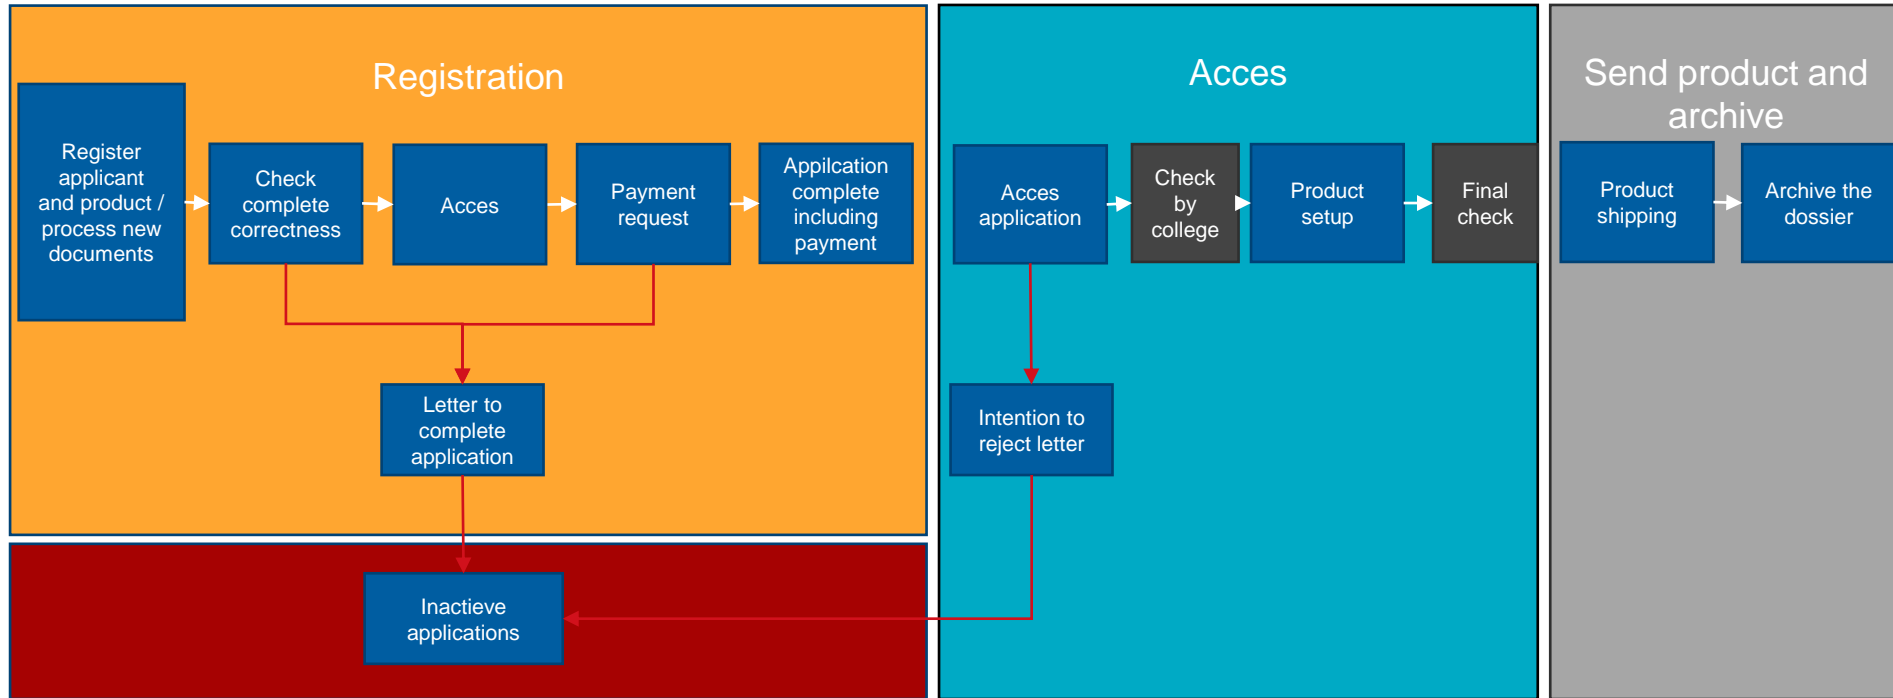 Registration
Register
applicant
and product /
process new
documents
Check
complete
correctness
Acces
Payment
request
Appilcation
complete
including
payment
Letter to
complete
application
Inactieve
applications
Acces
Acces
application
Check
by
college
Product
setup
Final
check
Intention to
reject letter
Send product and
archive
Product
shipping
Archive the
dossier